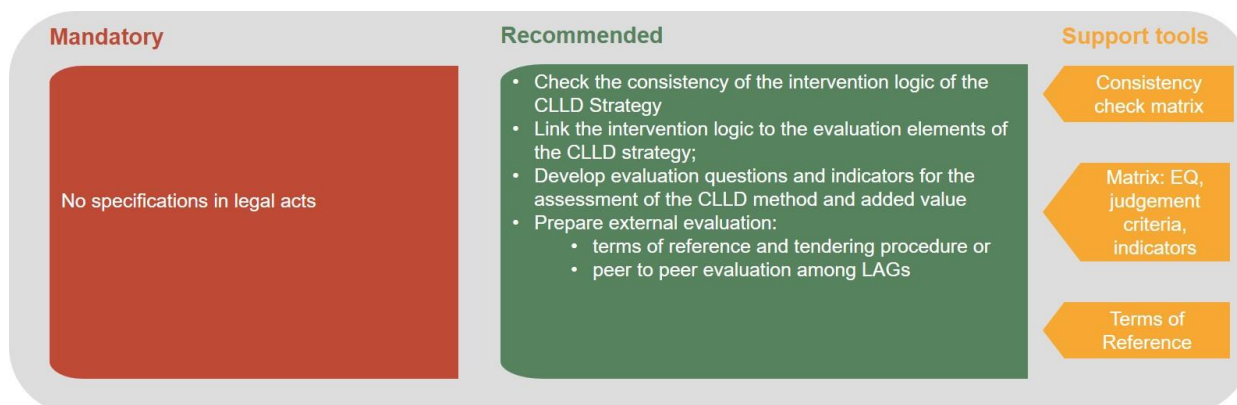 Mandatory
No specifications in legal acts
Recommended
• Check the consistency of the intervention logic of the
CLLD Strategy
• Link the intervention logic to the evaluation elements of
the CLLD strategy;
• Develop evaluation questions and indicators for the
assessment of the CLLD method and added value
• Prepare external evaluation:
• terms of reference and tendering procedure or
• peer to peer evaluation among LAGs
Support tools
Consistency
check matrix
Matrix: EQ,
judgement
criteria,
indicators
Terms of
Reference